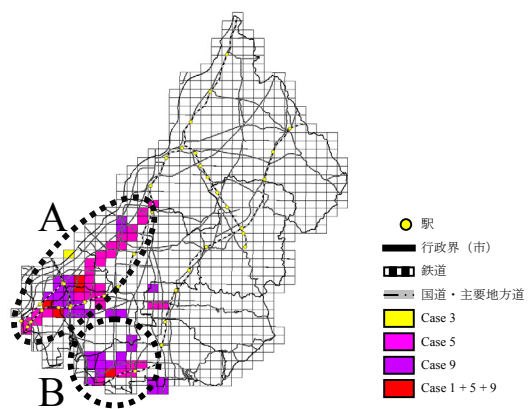 A
B
駅
行政界（市）
鉄道
国道・主要地方道
Case 3
Case 5
Case 9
Case 1 + 5 + 9